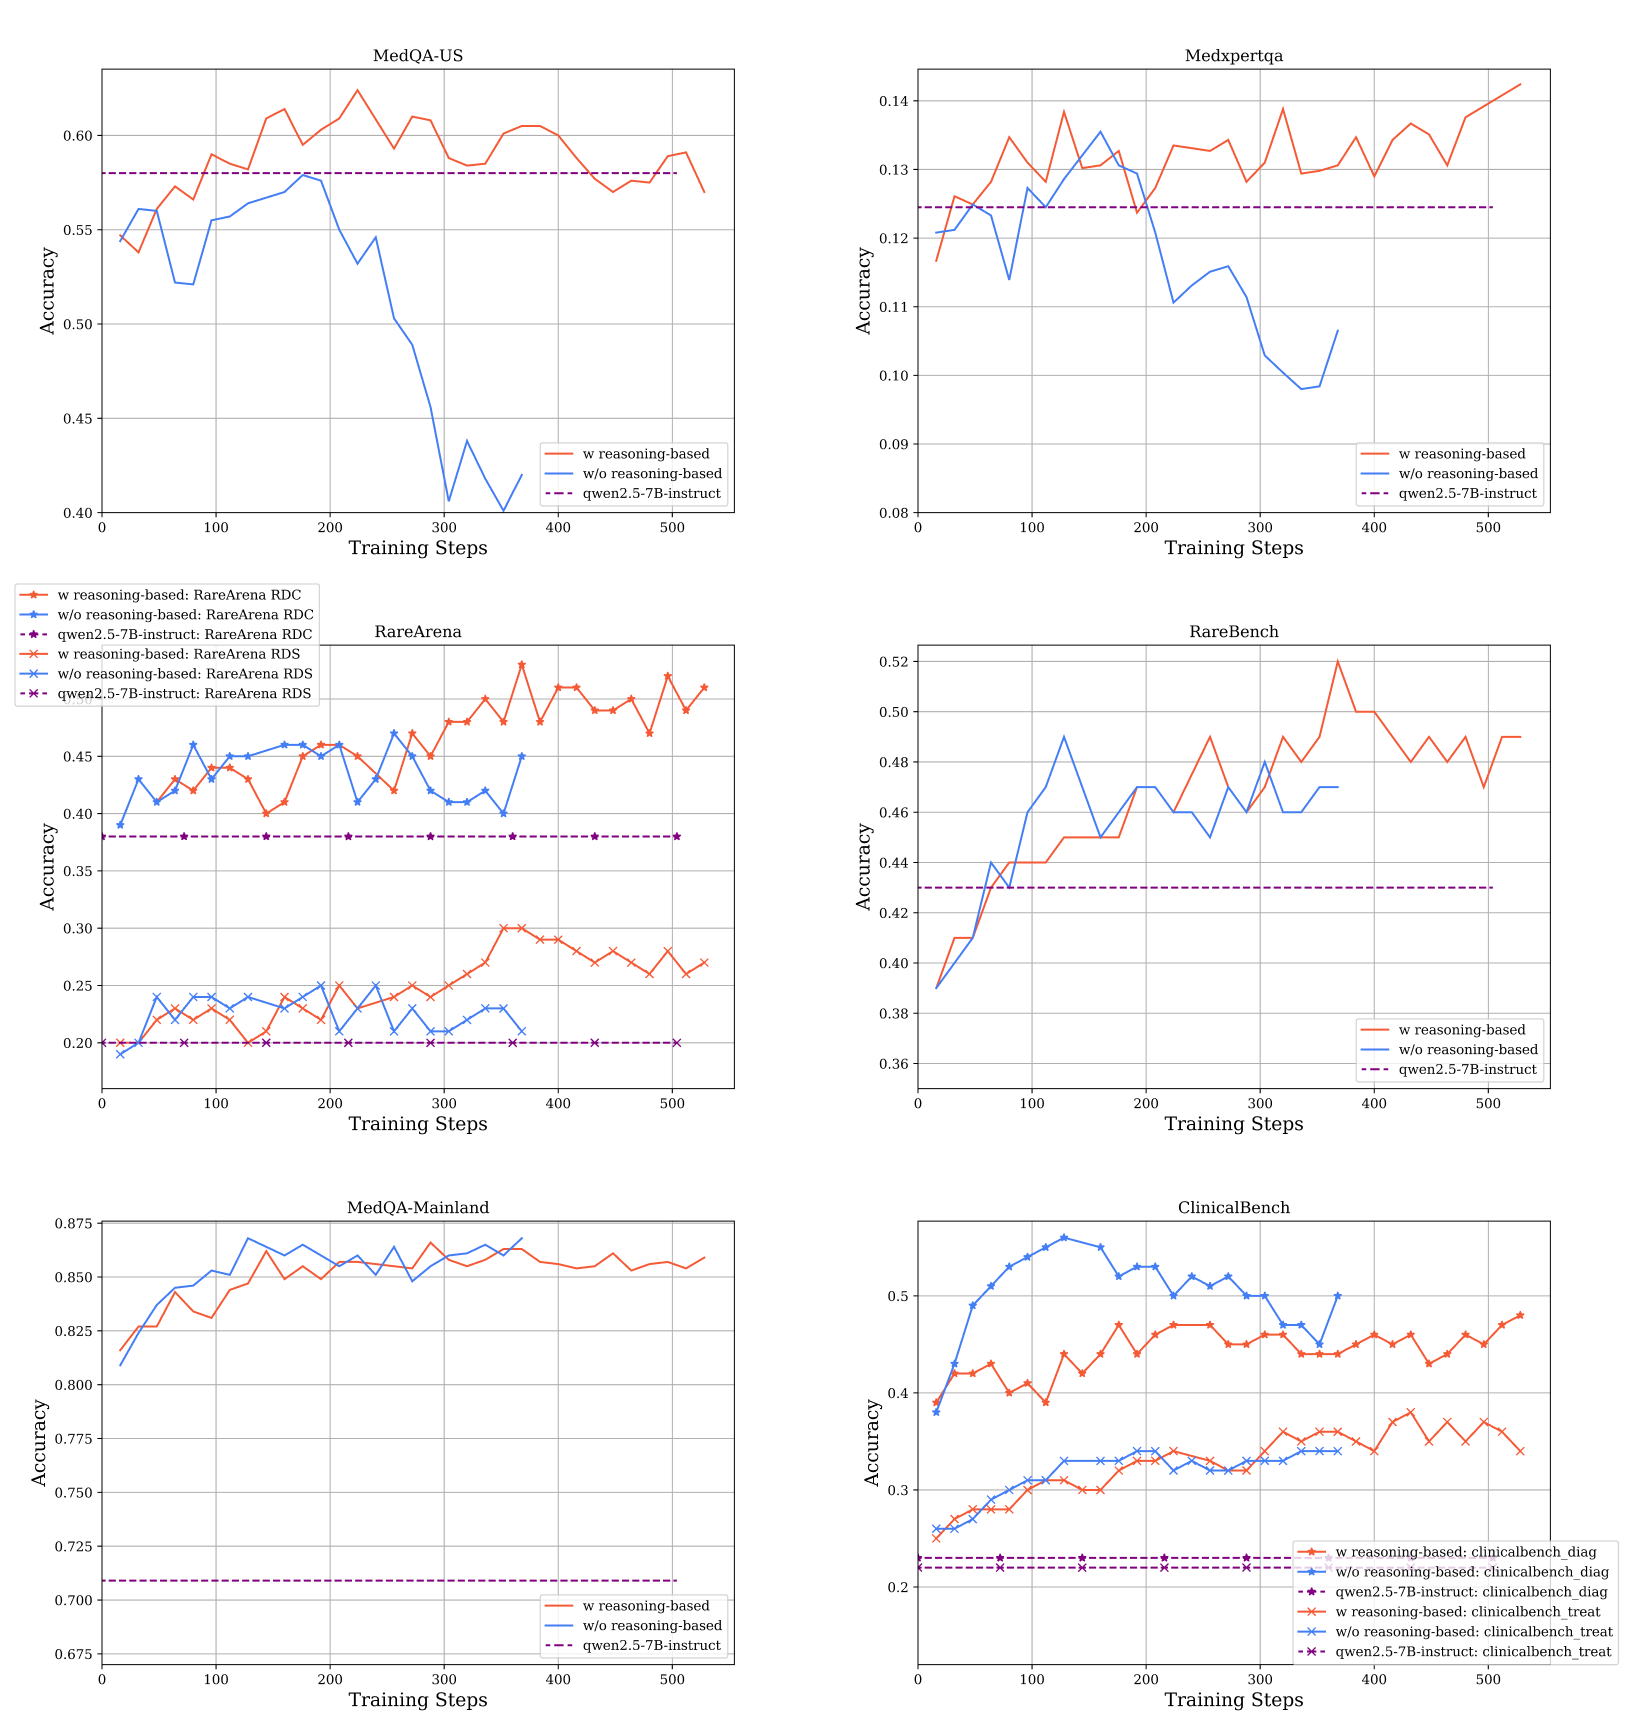 MedQA-US
Accuracy
0.60
0.55
0.50
0.45
0.40
0 100 200 300 400 500
Training Steps
w reasoning-based
w/o reasoning-based
qwen2.5-7B-instruct
Medxpertqa
Accuracy
0.14
0.13
0.12
0.11
0.10
0.09
0.08
0 100 200 300 400 500
Training Steps
w reasoning-based
w/o reasoning-based
qwen2.5-7B-instruct
w reasoning-based: RareArena RDC
w/o reasoning-based: RareArena RDC
qwen2.5-7B-instruct: RareArena RDC
w reasoning-based: RareArena RDS
w/o reasoning-based: RareArena RDS
qwen2.5-7B-instruct: RareArena RDS
RareArena
Accuracy
0.50
0.45
0.40
0.35
0.30
0.25
0.20
0 100 200 300 400 500
Training Steps
RareBench
Accuracy
0.52
0.50
0.48
0.46
0.44
0.42
0.40
0.38
0.36
0 100 200 300 400 500
Training Steps
w reasoning-based
w/o reasoning-based
qwen2.5-7B-instruct
MedQA-Mainland
Accuracy
0.875
0.850
0.825
0.800
0.775
0.750
0.725
0.700
0.675
0 100 200 300 400 500
Training Steps
w reasoning-based
w/o reasoning-based
qwen2.5-7B-instruct
ClinicalBench
Accuracy
0.5
0.4
0.3
0.2
0 100 200 300 400 500
Training Steps
w reasoning-based: clinicalbench_diag
w/o reasoning-based: clinicalbench_diag
qwen2.5-7B-instruct: clinicalbench_diag
w reasoning-based: clinicalbench_treat
w/o reasoning-based: clinicalbench_treat
qwen2.5-7B-instruct: clinicalbench_treat